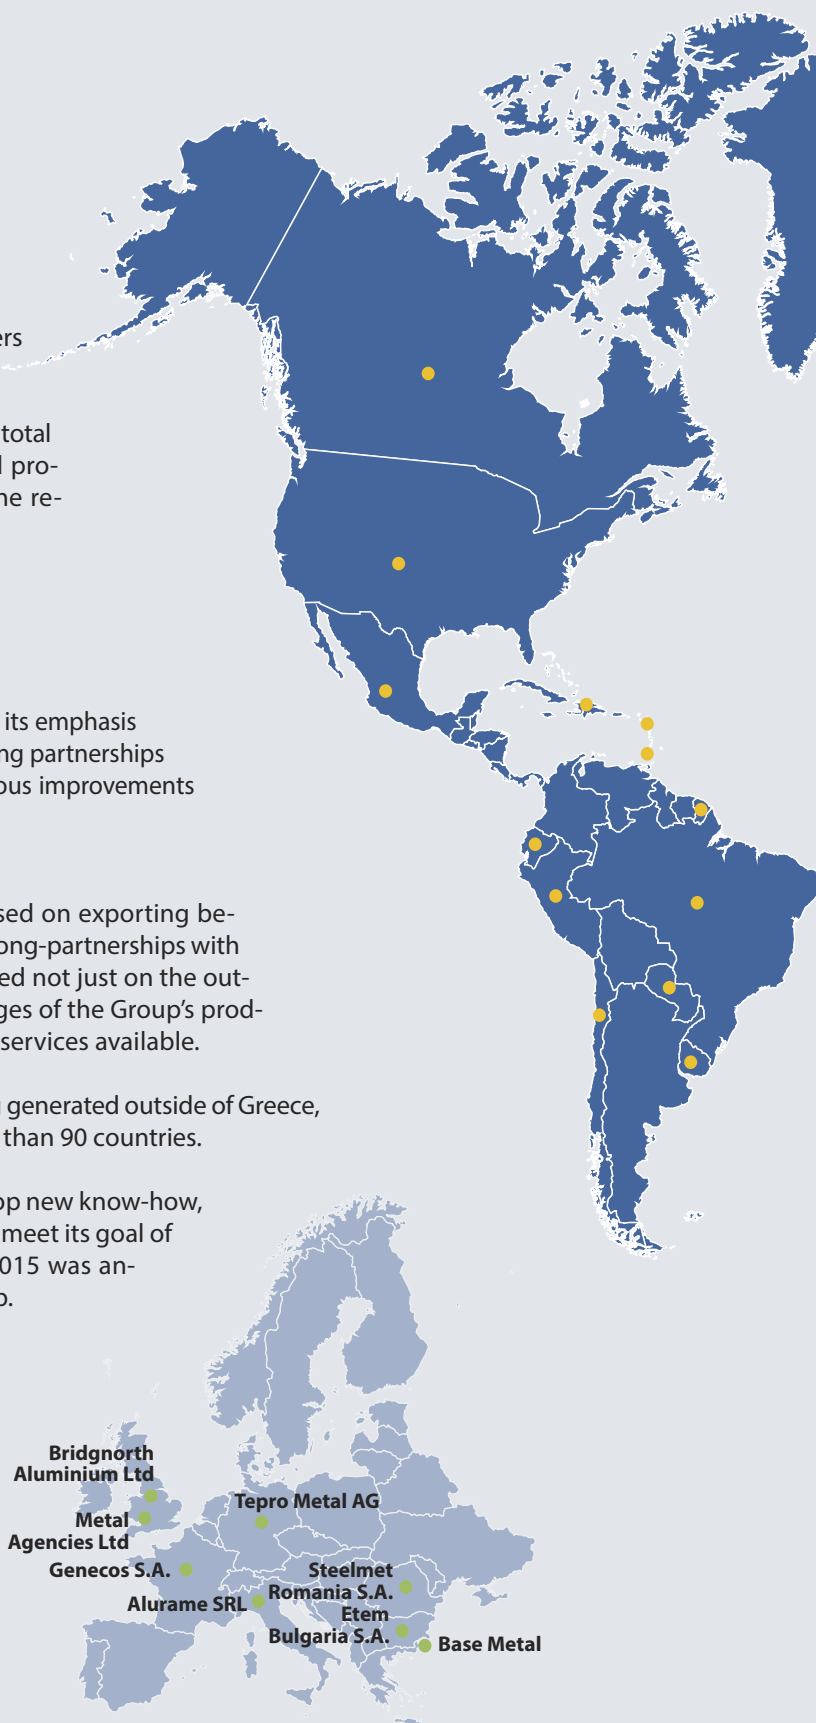 ers
total
l pro-
ne re-
its emphasis
ng partnerships
ous improvements
sed on exporting be-
ong-partnerships with
ed not just on the out-
ges of the Group's prod-
services available.
generated outside of Greece,
than 90 countries.
op new know-how,
meet its goal of
015 was an-
p.
Bridgnorth
Aluminium Ltd
Tepro Metal AG
Metal
Agencies Ltd
Genecos S.A.
Steelmet
Romania S.A.
Alurame SRL
Etem
Bulgaria S.A.
Base Metal